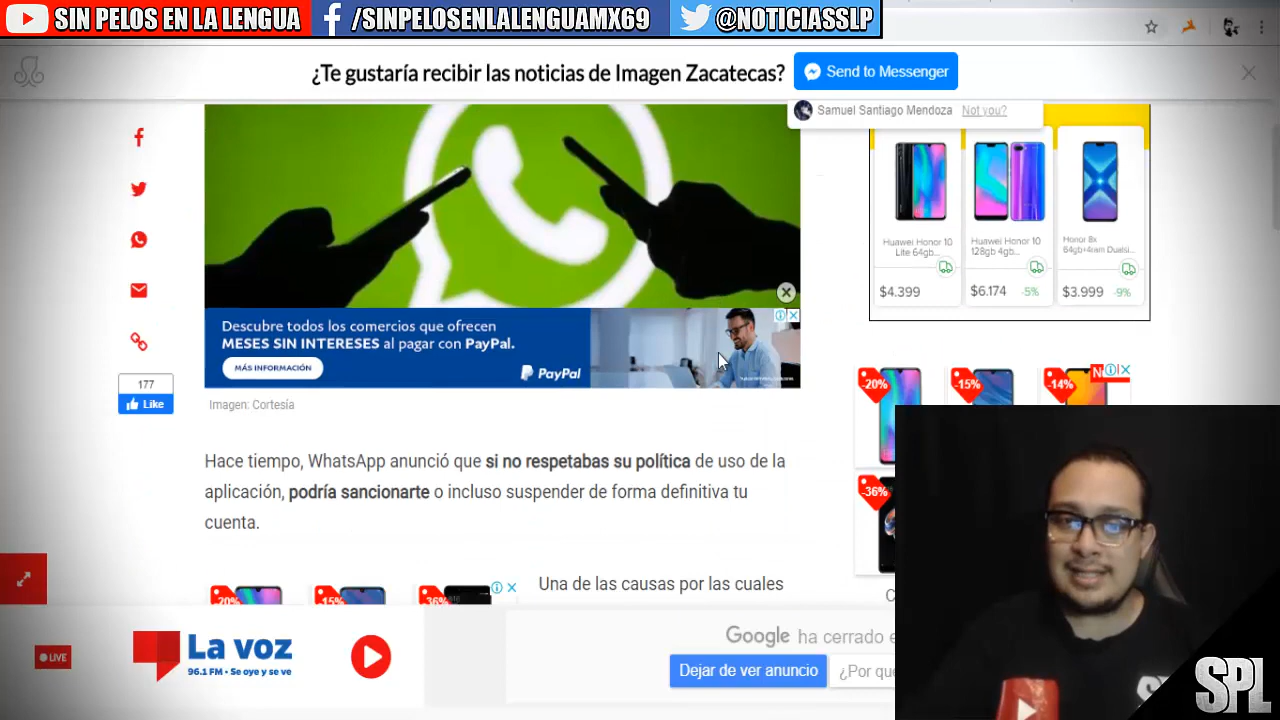 SIN PELOS EN LA LENGUA
/SINPELOSENLALENGUAMX69
@NOTICIASSLP
¿Te gustaría recibir las noticias de Imagen Zacatecas?
Send to Messenger
Samuel Santiago Mendoza Not you?
Huawei Honor 10
Lite 64gb...
$4.399
Huawei Honor 10
128gb 4gb...
$6.174 -5%
Honor 8x
64gb+4ram Dualsi...
$3.999 -9%
Descubre todos los comercios que ofrecen
MESES SIN INTERESES al pagar con PayPal.
MÁS INFORMACIÓN
PayPal
177
Like
Imagen: Cortesía
-20%
-15%
-14%
-36%
Hace tiempo, WhatsApp anunció que si no respetabas su política de uso de la
aplicación, podría sancionarte o incluso suspender de forma definitiva tu
cuenta.
-20%
-15%
-36%
Una de las causas por las cuales
LIVE
La voz
96.1 FM • Se oye y se ve
Google ha cerrado e
Dejar de ver anuncio
¿Por que
SPL